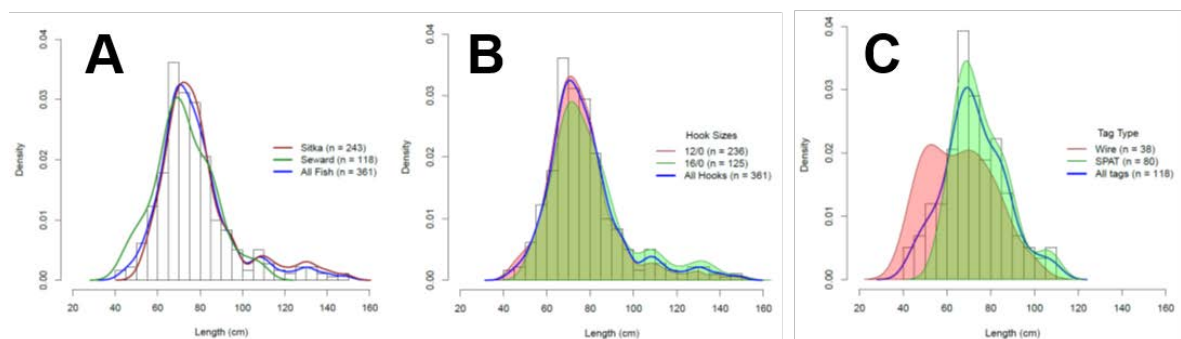 A
0.04
0.03
0.02
0.01
0.00
Density
Sitka (n = 243)
Seward (n = 118)
All Fish (n = 361)
20 40 60 80 100 120 140 160
Length (cm)
B
0.04
0.03
0.02
0.01
0.00
Density
Hook Sizes
12/0 (n = 236)
16/0 (n = 125)
All Hooks (n = 361)
20 40 60 80 100 120 140 160
Length (cm)
C
0.04
0.03
0.02
0.01
0.00
Density
Tag Type
Wire (n = 38)
SPAT (n = 80)
All tags (n = 118)
20 40 60 80 100 120 140 160
Length (cm)